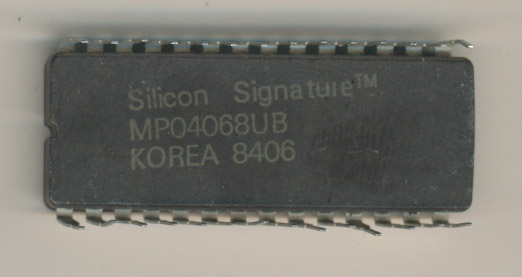 Silicon Signature™
MP04068UB
KOREA 8406